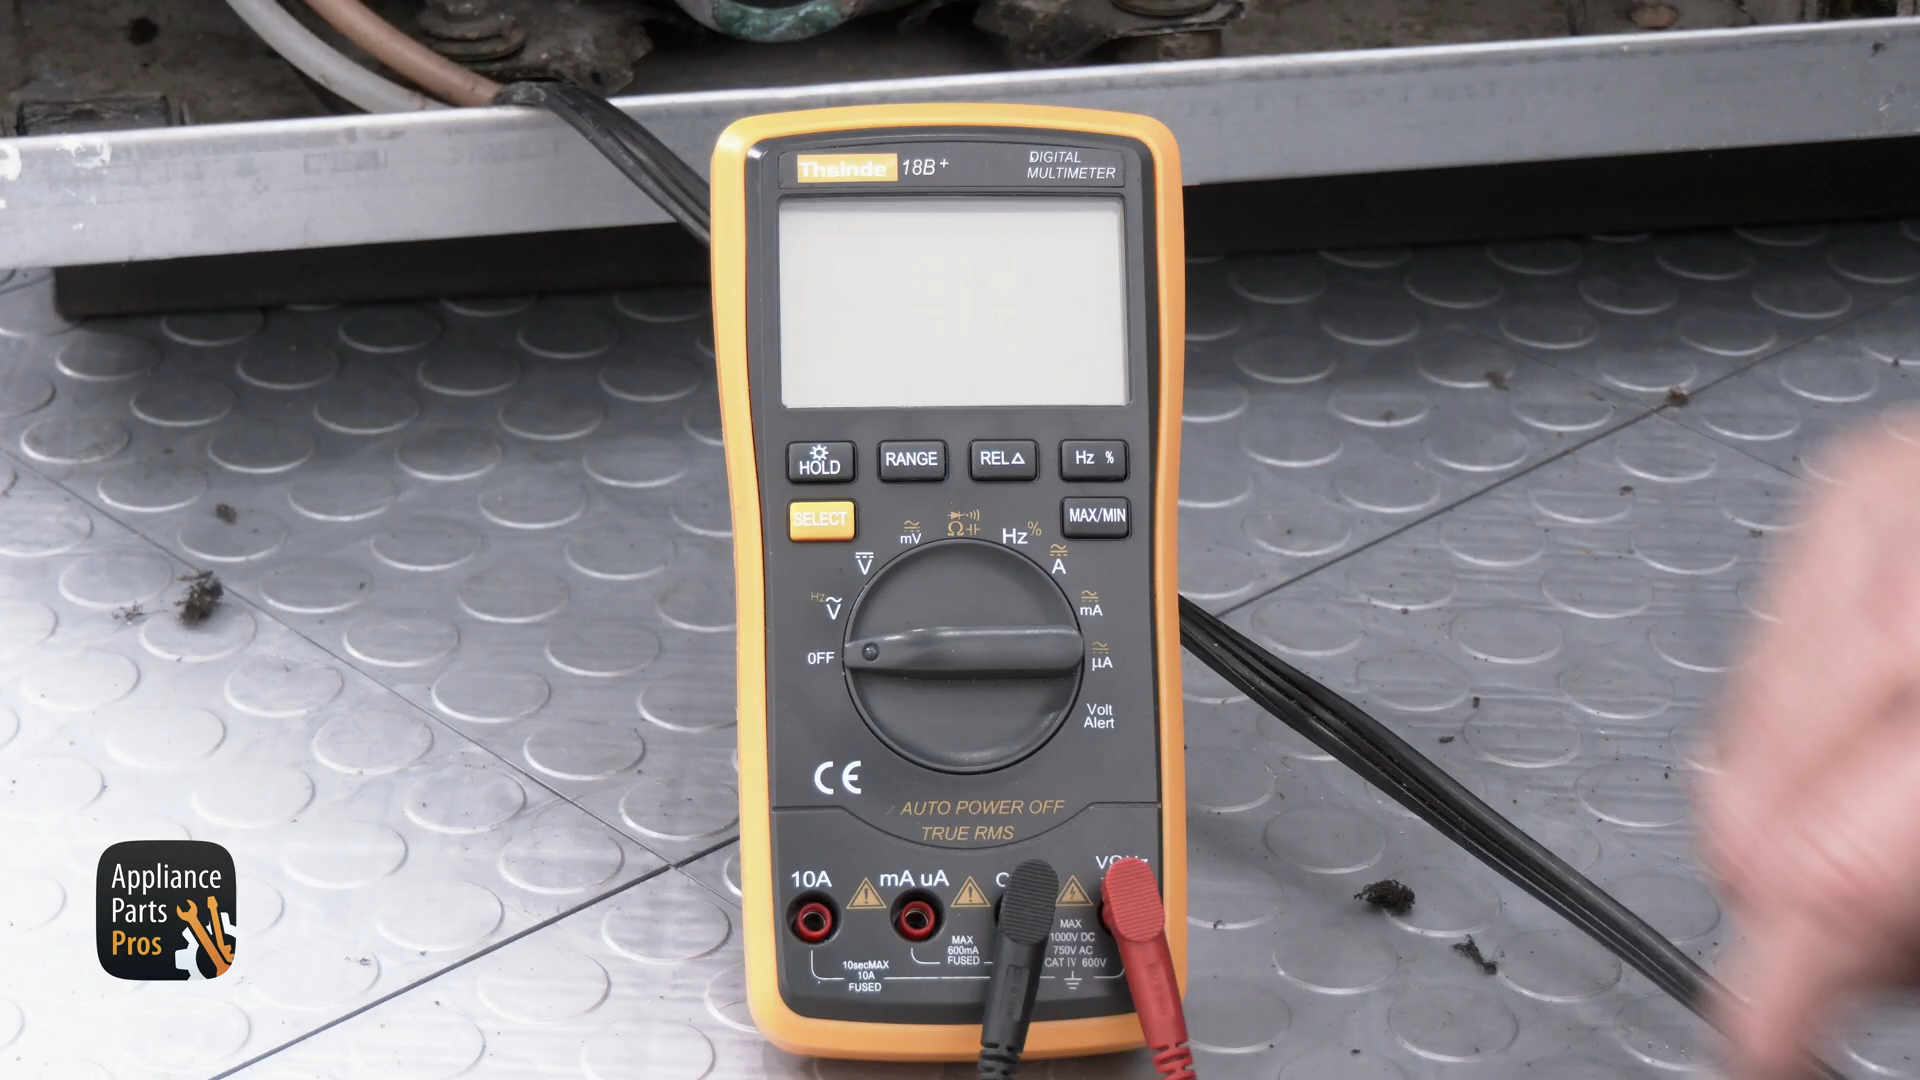 Thsinde 18B+
DIGITAL
MULTIMETER
HOLD
RANGE
REL△
Hz %
SELECT
MAX/MIN
mV
Ω
Hz%
V
A
Hz
V
mA
OFF
µA
Volt
Alert
CE
AUTO POWER OFF
TRUE RMS
10A
mA uA
MAX
600mA
FUSED
MAX
1000V DC
750V AC
CAT IV 600V
10secMAX
10A
FUSED
Appliance
Parts
Pros